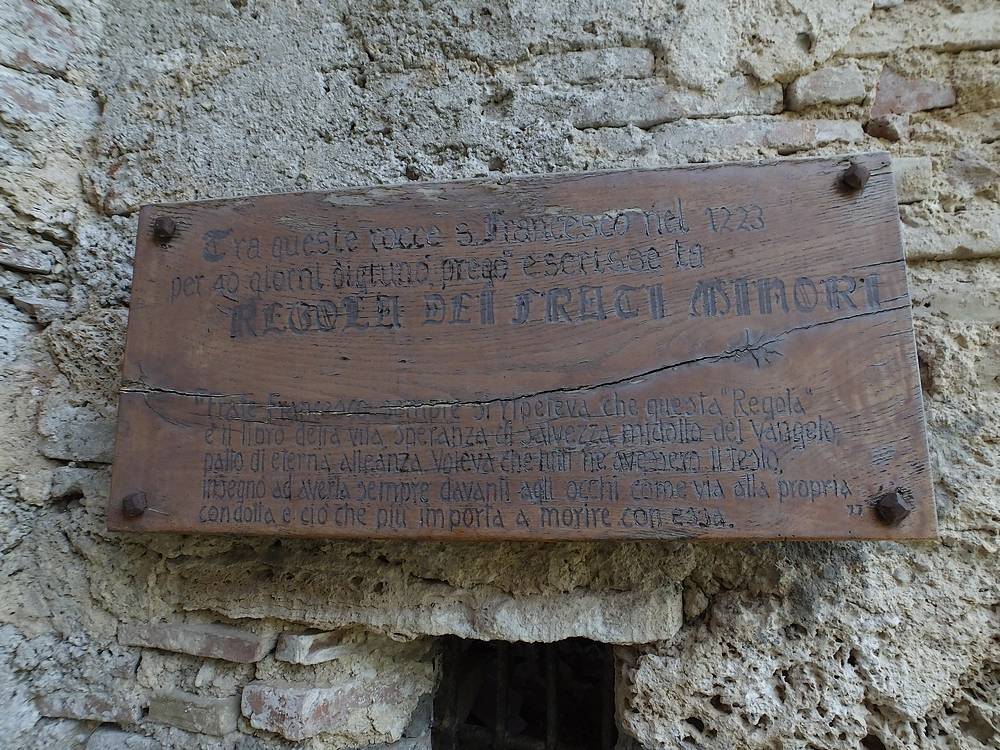 Tra queste rocce s. Francesco nel 1223
per 40 giorni digiunò, pregò e scrisse la
REGOLA DEI FRATI MINORI
"Frate Francesco sempre si ripeteva che questa "Regola"
è il libro della vita speranza di salvezza midollo del Vangelo,
patto di eterna alleanza. Voleva che tutti ne avessero il testo,
insegnò ad averla sempre davanti agli occhi come via alla propria
condotta e ciò che più importa a morire con essa.